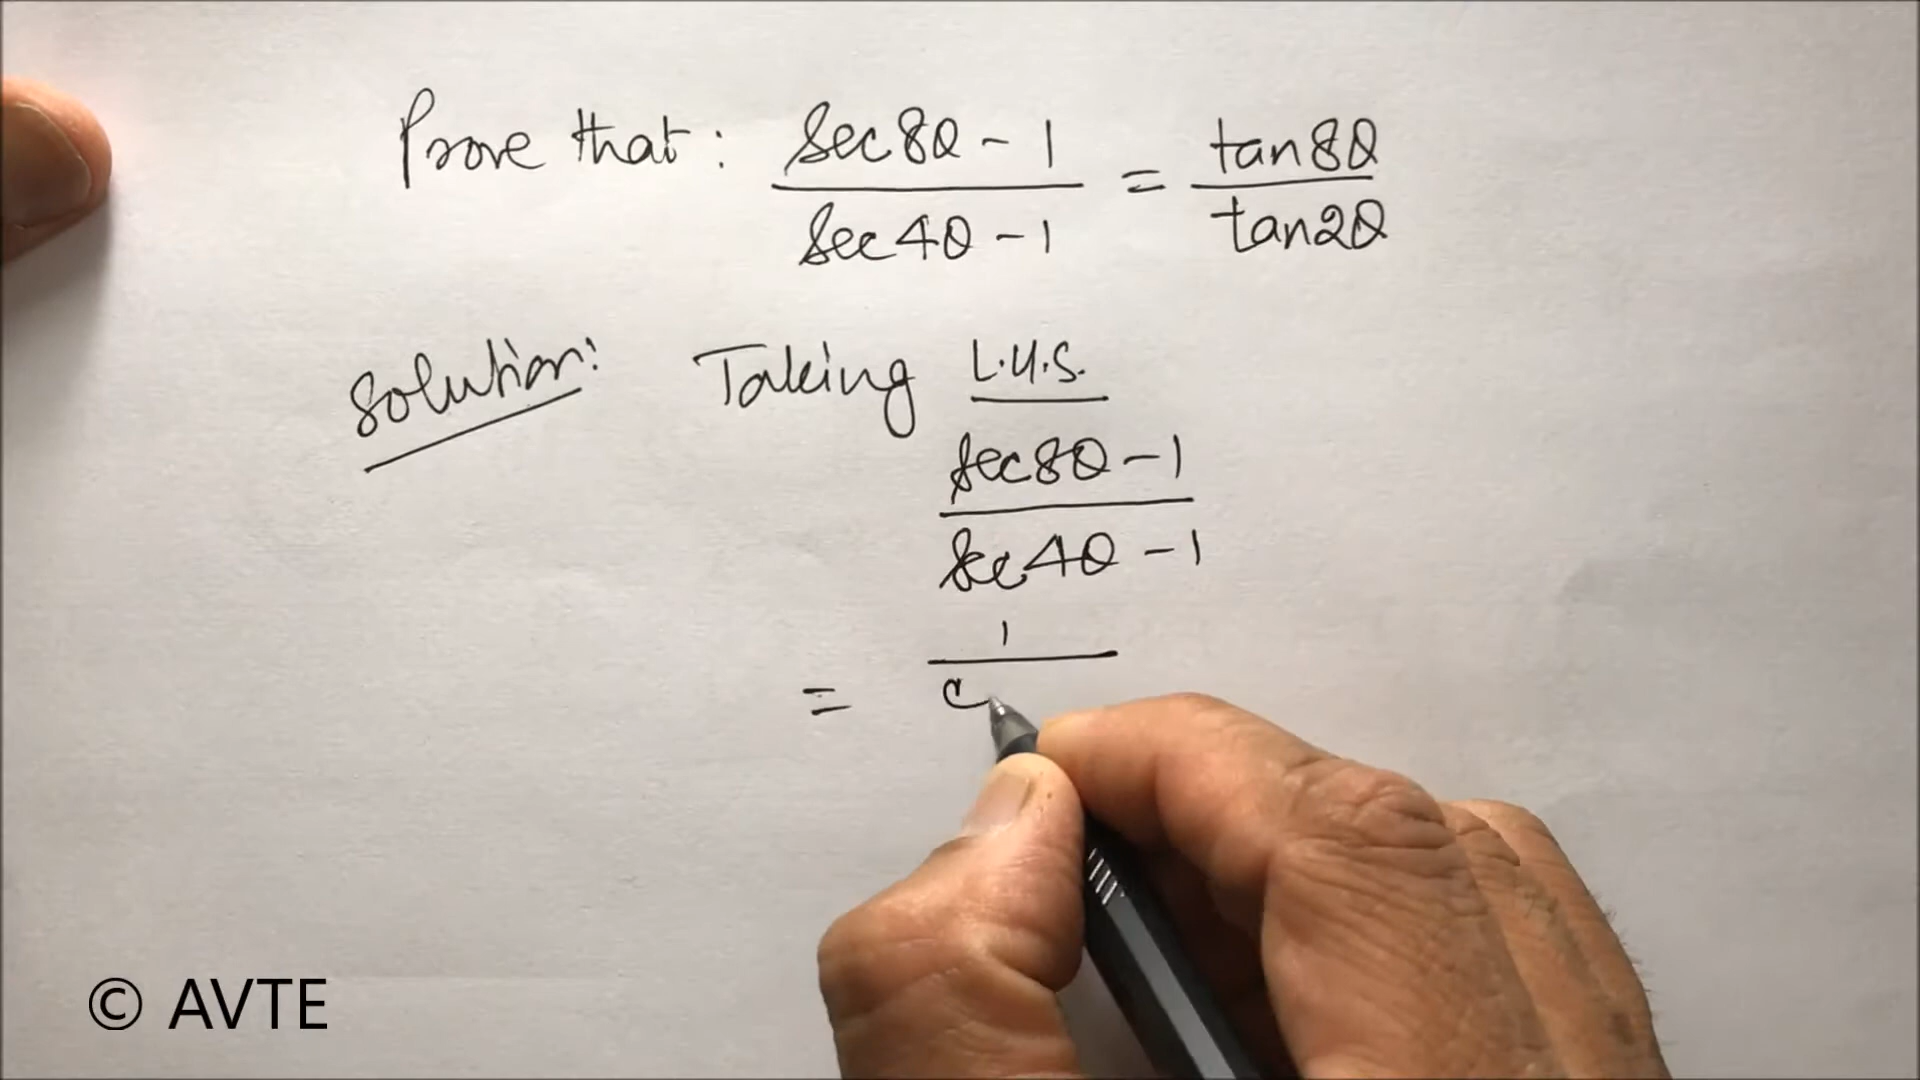 Prove that: sec8θ - 1 / sec4θ - 1 = tan8θ / tan2θ
Solution: Taking L.H.S.
sec8θ - 1
sec4θ - 1
= 1 / c
© AVTE